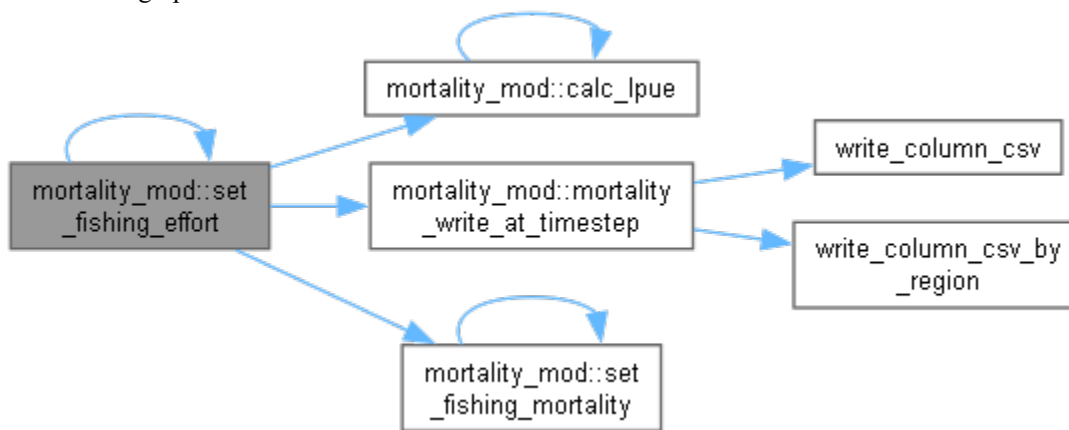 mortality_mod::calc_lpue
mortality_mod::set
_fishing_effort
mortality_mod::mortality
_write_at_timestep
write_column_csv
write_column_csv_by
_region
mortality_mod::set
_fishing_mortality